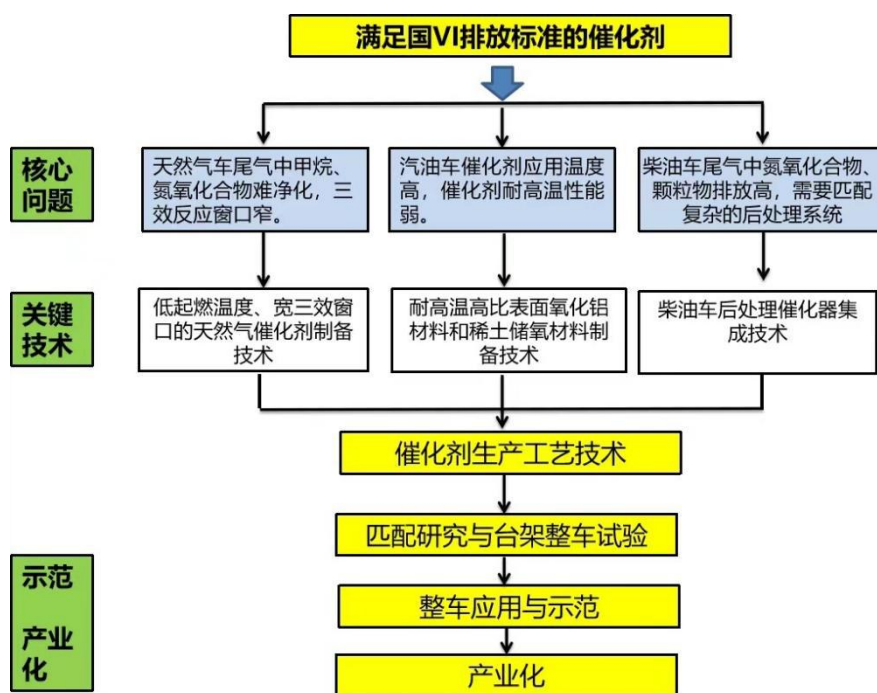 满足国VI排放标准的催化剂
核心
问题
天然气车尾气中甲烷、
氮氧化合物难净化，三
效反应窗口窄。
汽油车催化剂应用温度
高，催化剂耐高温性能
弱。
柴油车尾气中氮氧化合物、
颗粒物排放高，需要匹配
复杂的后处理系统
关键
技术
低起燃温度、宽三效窗
口的天然气催化剂制备
技术
耐高温高比表面氧化铝
材料和稀土储氧材料制
备技术
柴油车后处理催化器集
成技术
催化剂生产工艺技术
匹配研究与台架整车试验
示范
产业
化
整车应用与示范
产业化